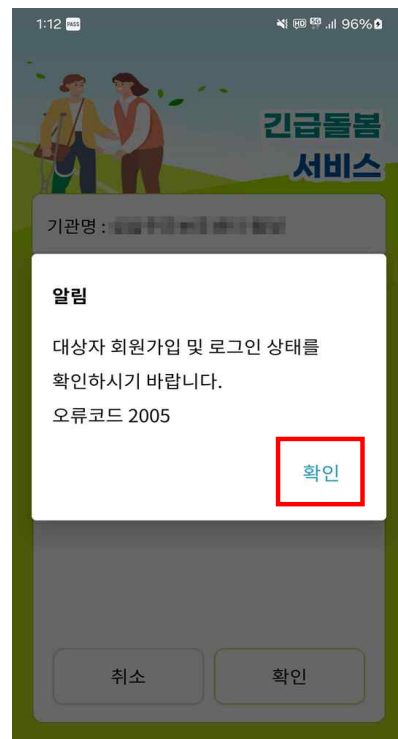 1:12 PASS 96%
긴급돌봄
서비스
기관명 :
알림
대상자 회원가입 및 로그인 상태를
확인하시기 바랍니다.
오류코드 2005
확인
취소
확인